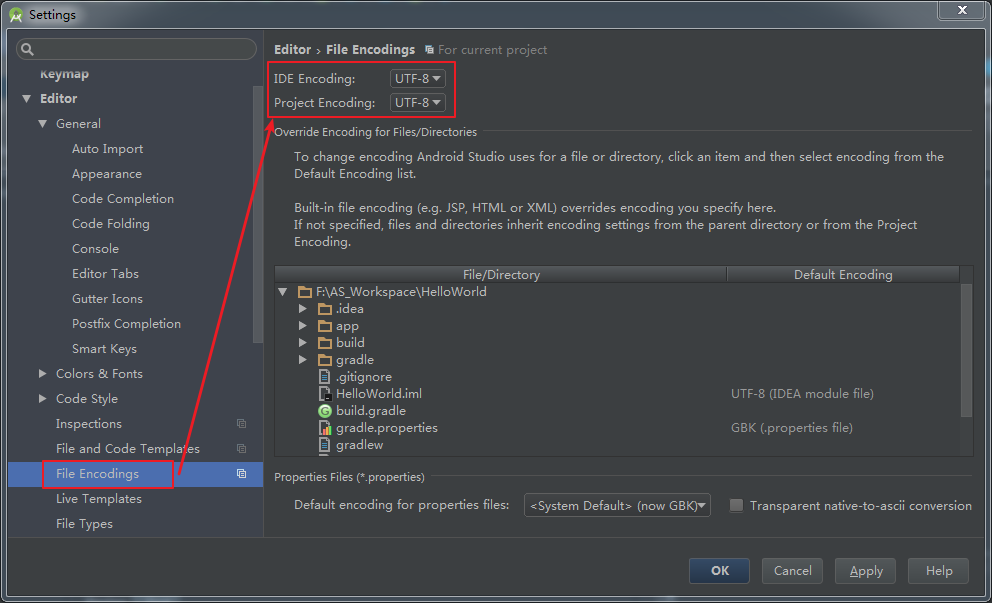 Settings
Keymap
Editor
General
Auto Import
Appearance
Code Completion
Code Folding
Console
Editor Tabs
Gutter Icons
Postfix Completion
Smart Keys
Colors & Fonts
Code Style
Inspections
File and Code Templates
File Encodings
Live Templates
File Types
Editor › File Encodings For current project
IDE Encoding: UTF-8
Project Encoding: UTF-8
Override Encoding for Files/Directories
To change encoding Android Studio uses for a file or directory, click an item and then select encoding from the
Default Encoding list.
Built-in file encoding (e.g. JSP, HTML or XML) overrides encoding you specify here.
If not specified, files and directories inherit encoding settings from the parent directory or from the Project
Encoding.
File/Directory Default Encoding
F:\AS_Workspace\HelloWorld
.idea
app
build
gradle
.gitignore
HelloWorld.iml UTF-8 (IDEA module file)
build.gradle
gradle.properties GBK (.properties file)
gradlew
Properties Files (*.properties)
Default encoding for properties files: <System Default> (now GBK) Transparent native-to-ascii conversion
OK Cancel Apply Help